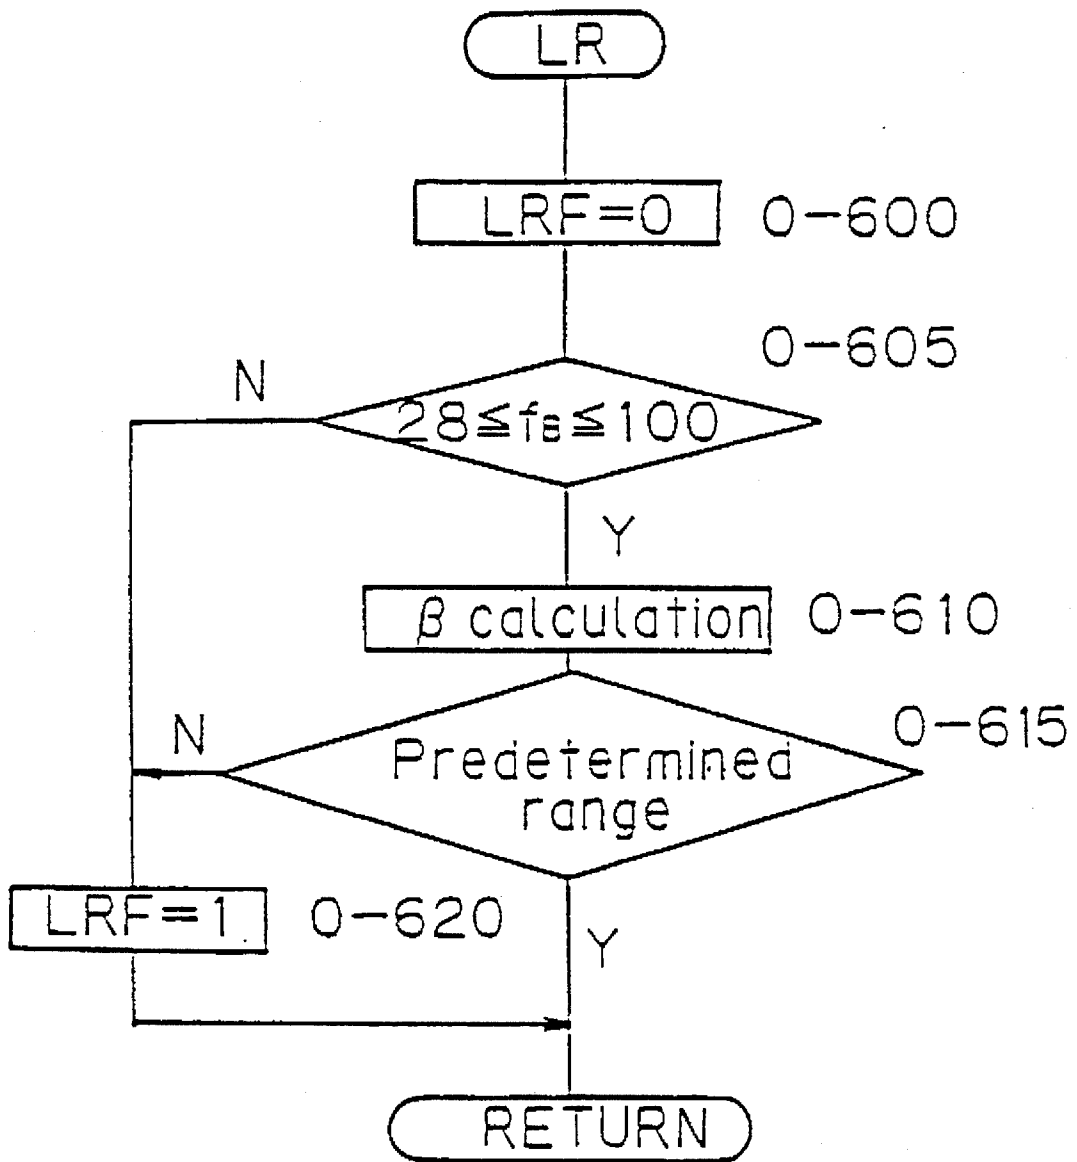 LR
LRF=0
0-600
0-605
N
28≦fB≦100
Y
β calculation
0-610
N
0-615
Predetermined
range
LRF=1
0-620
Y
RETURN